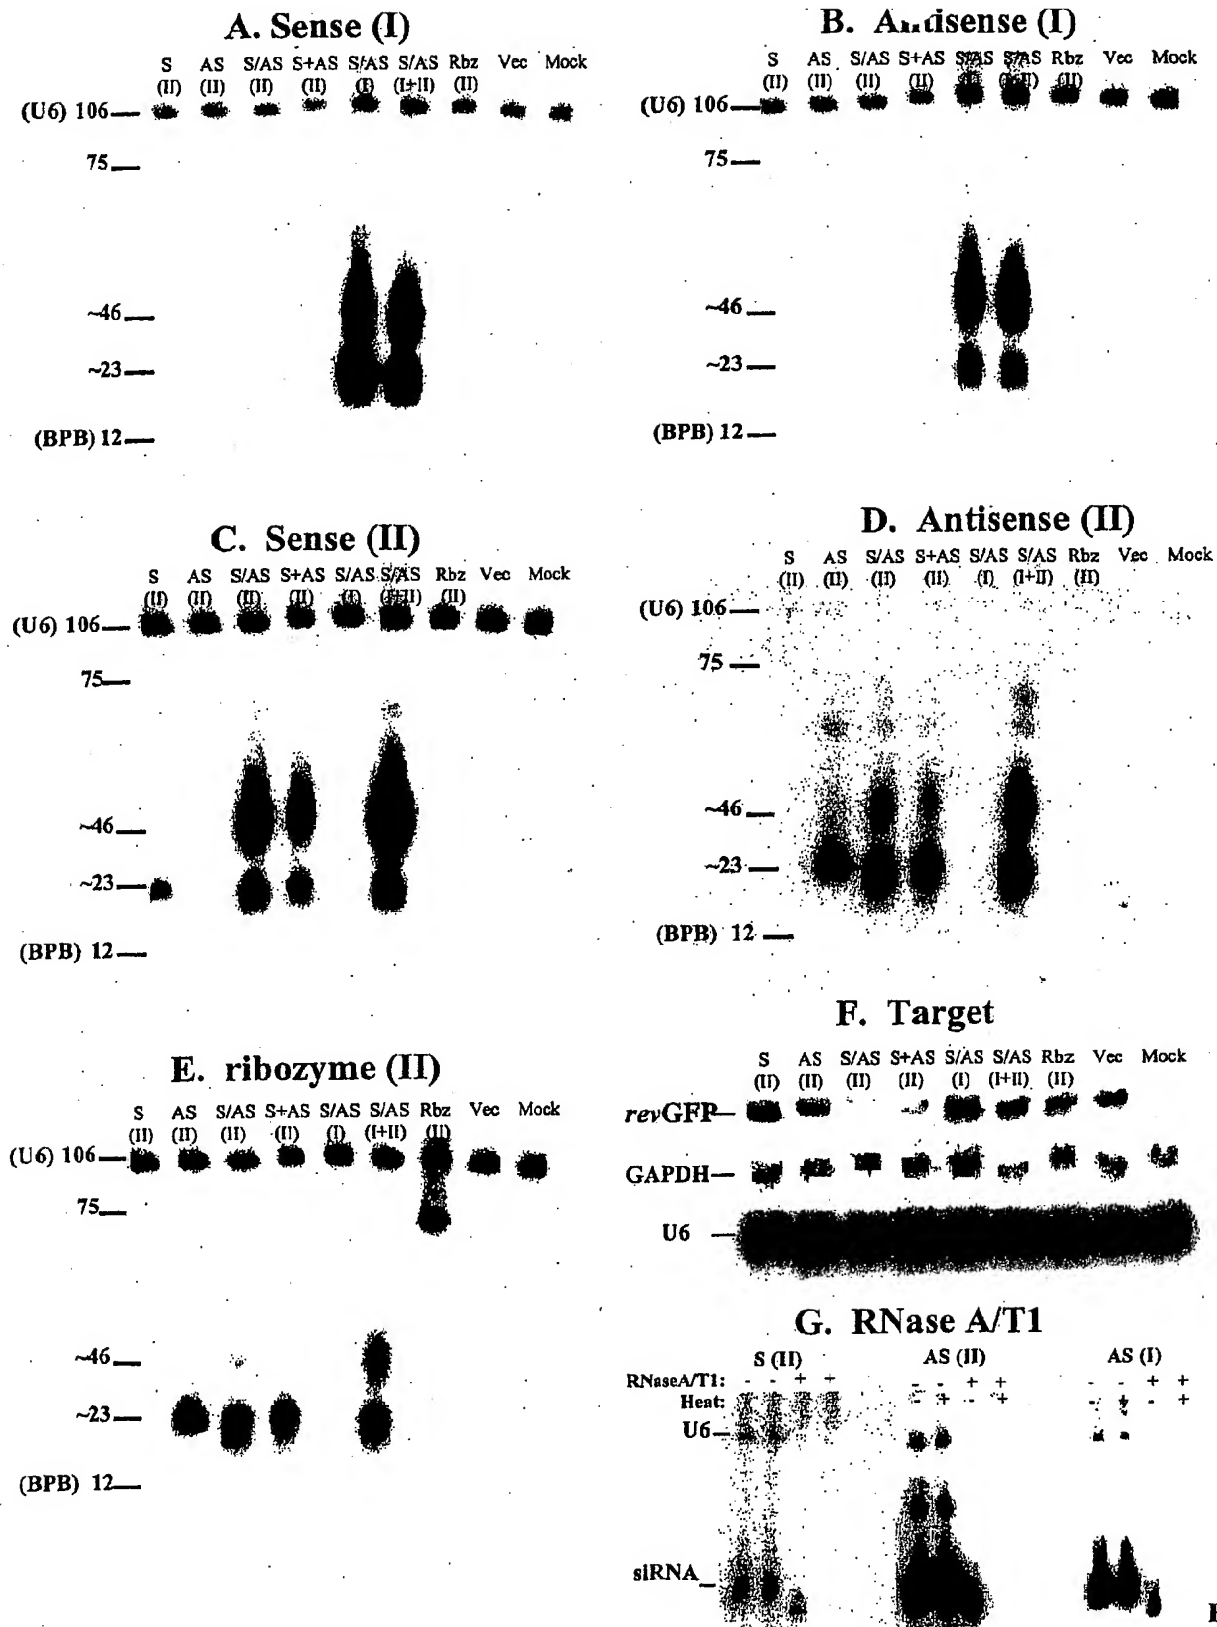 A. Sense (I)
S AS S/AS S+AS S/AS S/AS Rbz Vec Mock
(II) (II) (II) (II) (I) (I+II) (II)
(U6) 106
75
~46
~23
(BPB) 12
B. Antisense (I)
S AS S/AS S+AS S/AS S/AS Rbz Vec Mock
(II) (II) (II) (II) (II)
(U6) 106
75
~46
~23
(BPB) 12
C. Sense (II)
S AS S/AS S+AS S/AS S/AS Rbz Vec Mock
(II) (II) (II) (II) (I) (I+II) (II)
(U6) 106
75
~46
~23
(BPB) 12
D. Antisense (II)
S AS S/AS S+AS S/AS S/AS Rbz Vec Mock
(II) (II) (II) (II) (I) (I+II) (II)
(U6) 106
75
~46
~23
(BPB) 12
E. ribozyme (II)
S AS S/AS S+AS S/AS S/AS Rbz Vec Mock
(II) (II) (II) (II) (I) (I+II) (II)
(U6) 106
75
~46
~23
(BPB) 12
F. Target
S AS S/AS S+AS S/AS S/AS Rbz Vec Mock
(II) (II) (II) (II) (I) (I+II) (II)
revGFP
GAPDH
U6
G. RNase A/T1
S (II) AS (II) AS (I)
RNaseA/T1: - - + + - - + + - - + +
Heat: - + - + - + - +
U6
siRNA